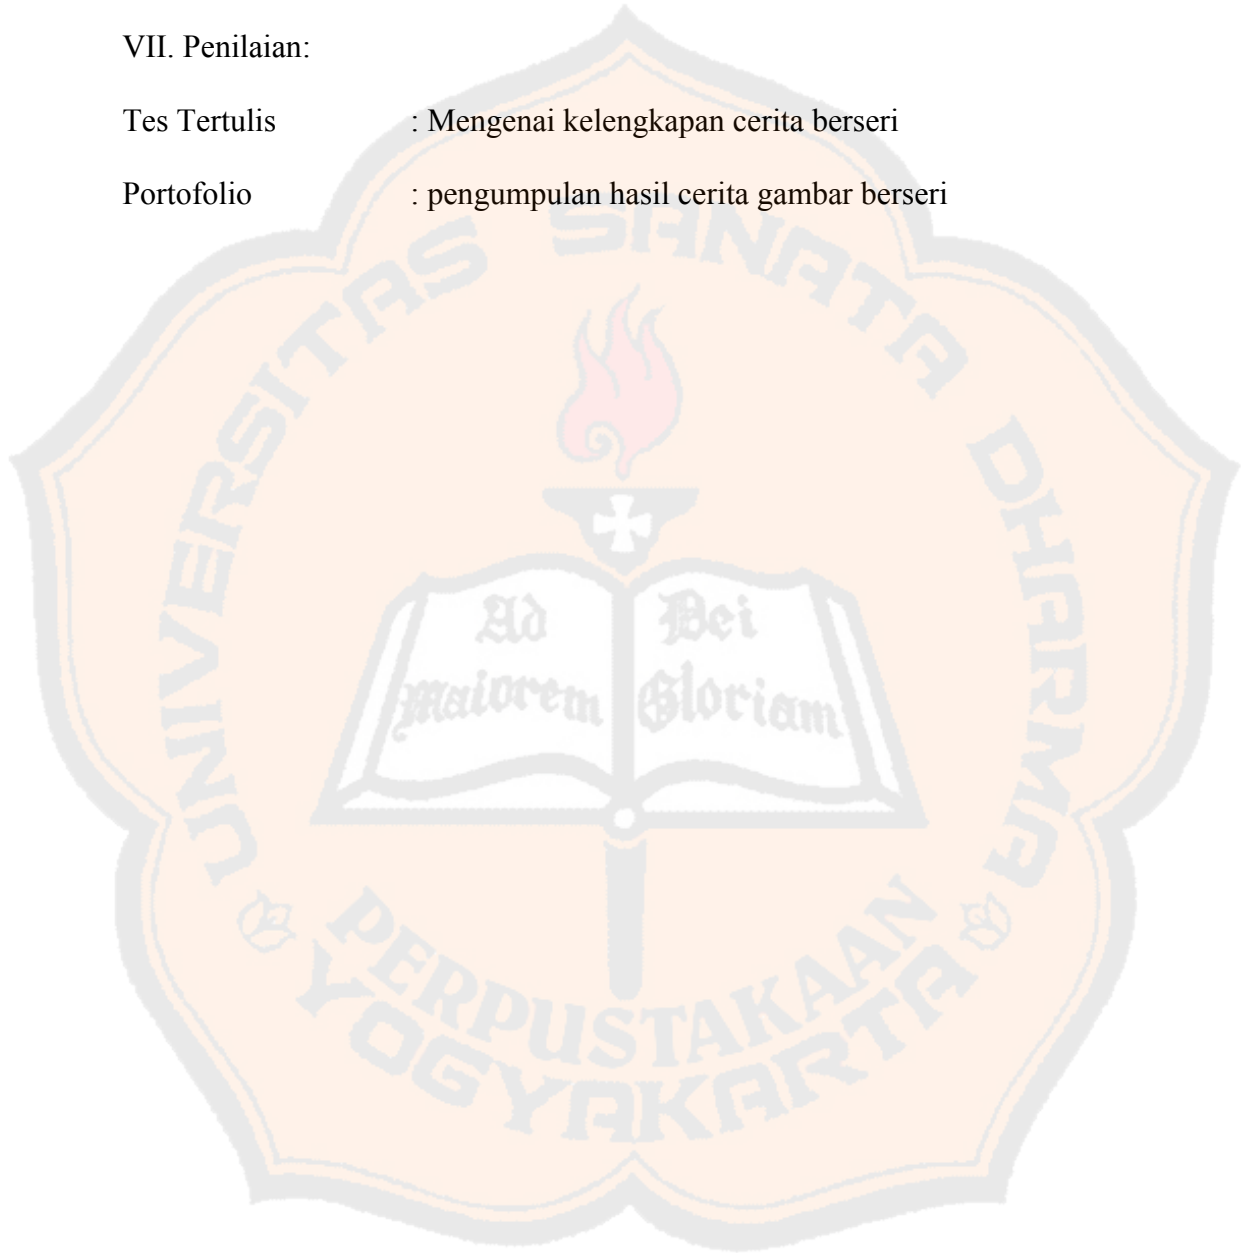 VII. Penilaian:
Tes Tertulis : Mengenai kelengkapan cerita berseri
Portofolio : pengumpulan hasil cerita gambar berseri
UNIVERSITAS SANATA DHARMA
Ad Dei
Maiorem Gloriam
PERPUSTAKAAN
YOGYAKARTA